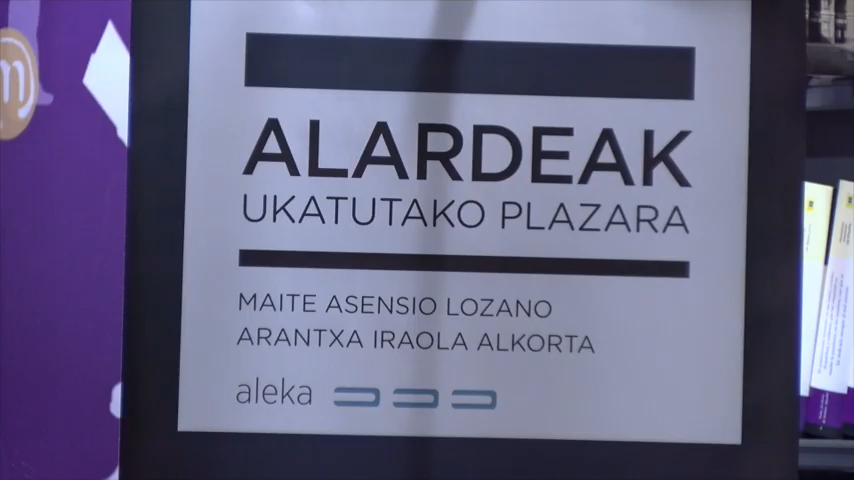 ALARDEAK
UKATUTAKO PLAZARA
MAITE ASENSIO LOZANO
ARANTXA IRAOLA ALKORTA
aleka